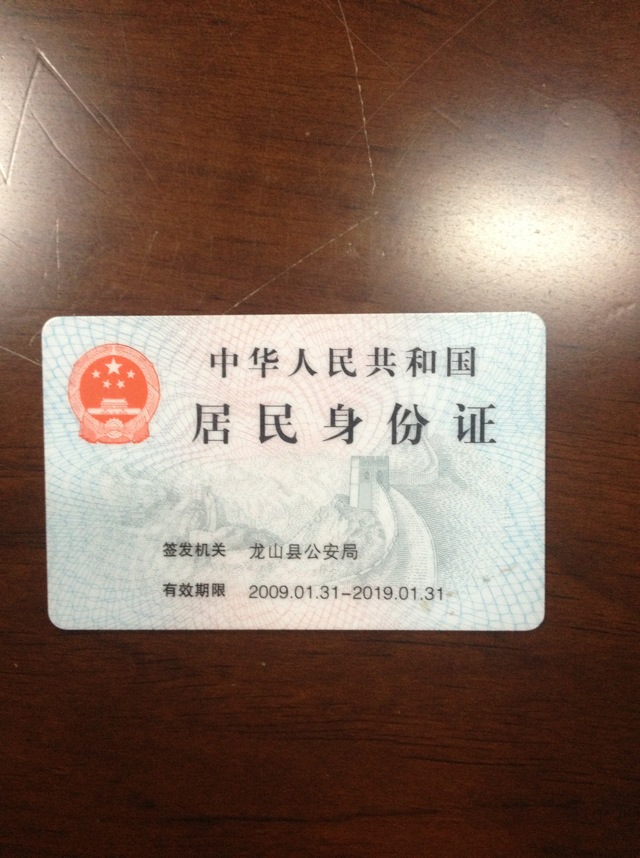 中华人民共和国
居民身份证
签发机关 龙山县公安局
有效期限 2009.01.31-2019.01.31